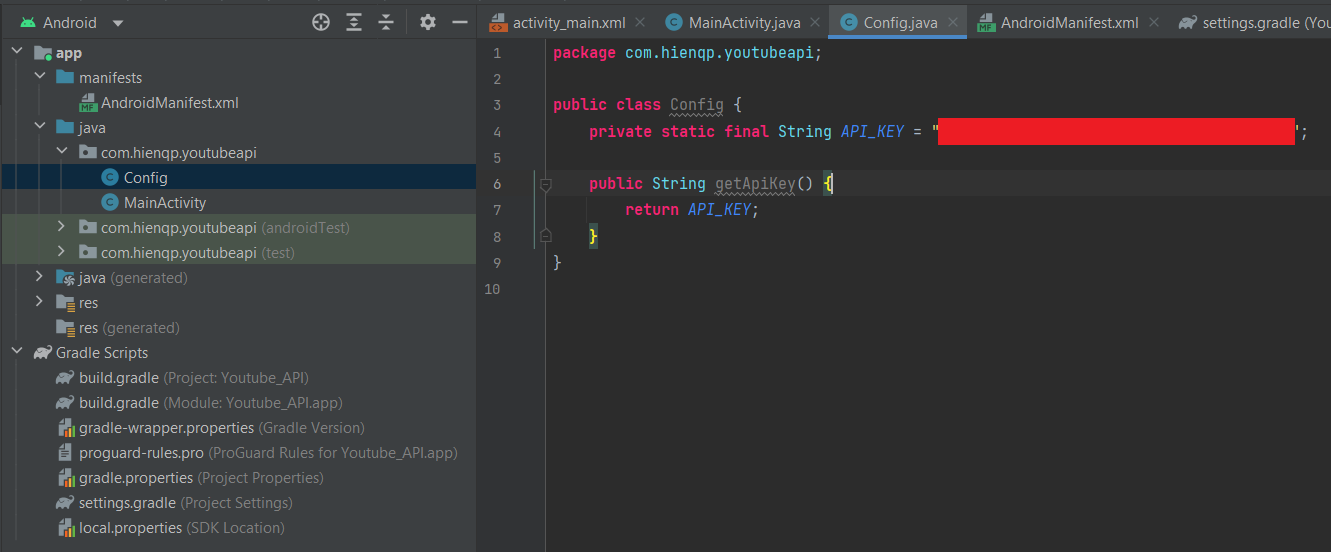 Android
app
manifests
AndroidManifest.xml
java
com.hienqp.youtubeapi
Config
MainActivity
com.hienqp.youtubeapi (androidTest)
com.hienqp.youtubeapi (test)
java (generated)
res
res (generated)
Gradle Scripts
build.gradle (Project: Youtube_API)
build.gradle (Module: Youtube_API.app)
gradle-wrapper.properties (Gradle Version)
proguard-rules.pro (ProGuard Rules for Youtube_API.app)
gradle.properties (Project Properties)
settings.gradle (Project Settings)
local.properties (SDK Location)
activity_main.xml MainActivity.java Config.java AndroidManifest.xml settings.gradle (You
1 package com.hienqp.youtubeapi;
2
3 public class Config {
4 private static final String API_KEY = "";
5
6 public String getApiKey() {
7 return API_KEY;
8 }
9 }
10